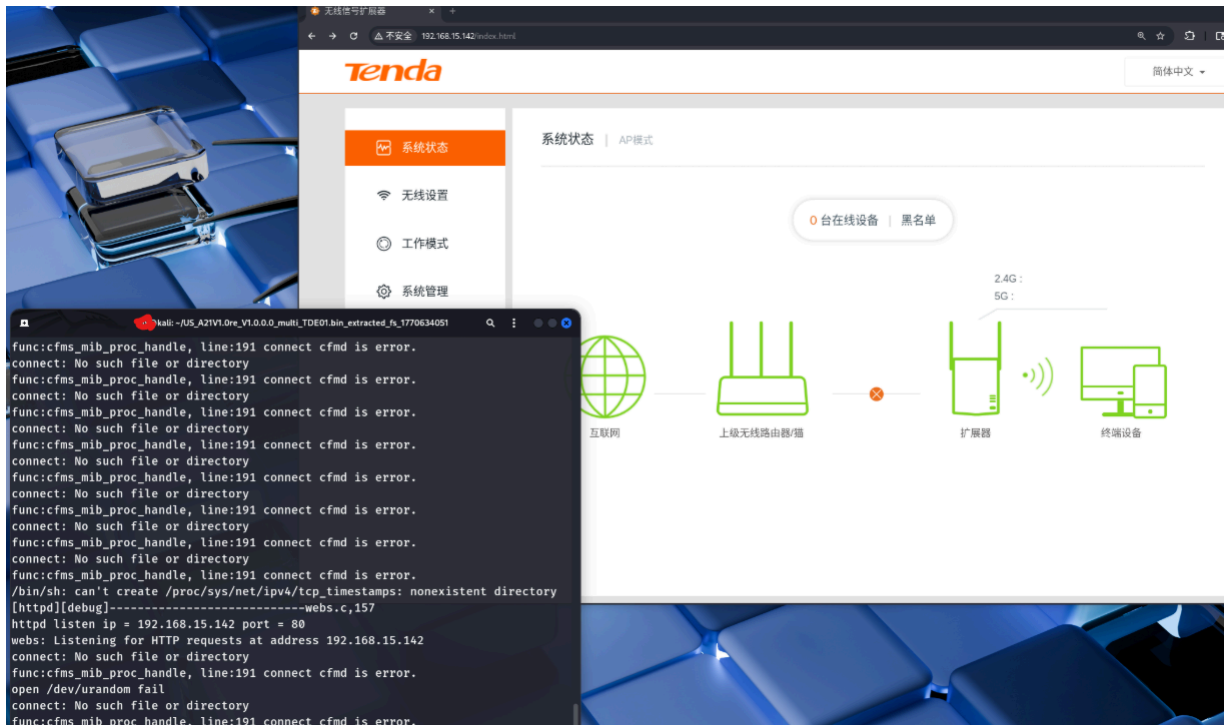 无线信号扩展器
不安全 192.168.15.142/index.html
Tenda
简体中文
系统状态
无线设置
工作模式
系统管理
系统状态 | AP模式
0 台在线设备 | 黑名单
2.4G :
5G :
互联网
上级无线路由器/猫
扩展器
终端设备
kali: ~/US_A21V1.0re_V1.0.0.0_multi_TDE01.bin_extracted_fs_1770634051
func:cfms_mib_proc_handle, line:191 connect cfmd is error.
connect: No such file or directory
func:cfms_mib_proc_handle, line:191 connect cfmd is error.
connect: No such file or directory
func:cfms_mib_proc_handle, line:191 connect cfmd is error.
connect: No such file or directory
func:cfms_mib_proc_handle, line:191 connect cfmd is error.
connect: No such file or directory
func:cfms_mib_proc_handle, line:191 connect cfmd is error.
connect: No such file or directory
func:cfms_mib_proc_handle, line:191 connect cfmd is error.
connect: No such file or directory
func:cfms_mib_proc_handle, line:191 connect cfmd is error.
connect: No such file or directory
func:cfms_mib_proc_handle, line:191 connect cfmd is error.
/bin/sh: can't create /proc/sys/net/ipv4/tcp_timestamps: nonexistent directory
[httpd][debug]----------------------------webs.c,157
httpd listen ip = 192.168.15.142 port = 80
webs: Listening for HTTP requests at address 192.168.15.142
connect: No such file or directory
func:cfms_mib_proc_handle, line:191 connect cfmd is error.
open /dev/urandom fail
connect: No such file or directory
func:cfms_mib_proc_handle, line:191 connect cfmd is error.